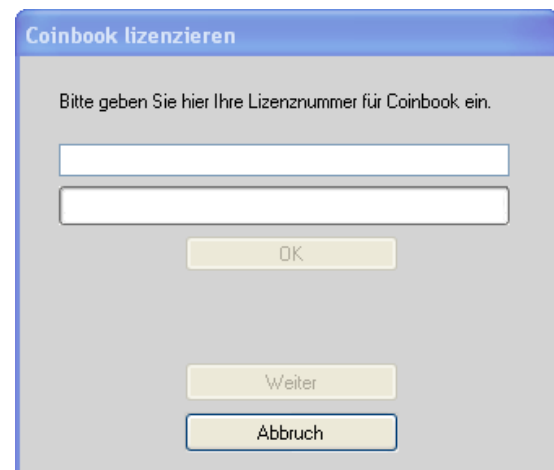 Coinbook lizenzieren
Bitte geben Sie hier Ihre Lizenznummer für Coinbook ein.
OK
Weiter
Abbruch